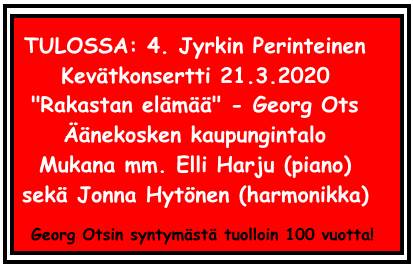 TULOSSA: 4. Jyrkin Perinteinen
Kevätkonsertti 21.3.2020
"Rakastan elämää" - Georg Ots
Äänekosken kaupungintalo
Mukana mm. Elli Harju (piano)
sekä Jonna Hytönen (harmonikka)
Georg Otsin syntymästä tuolloin 100 vuotta!